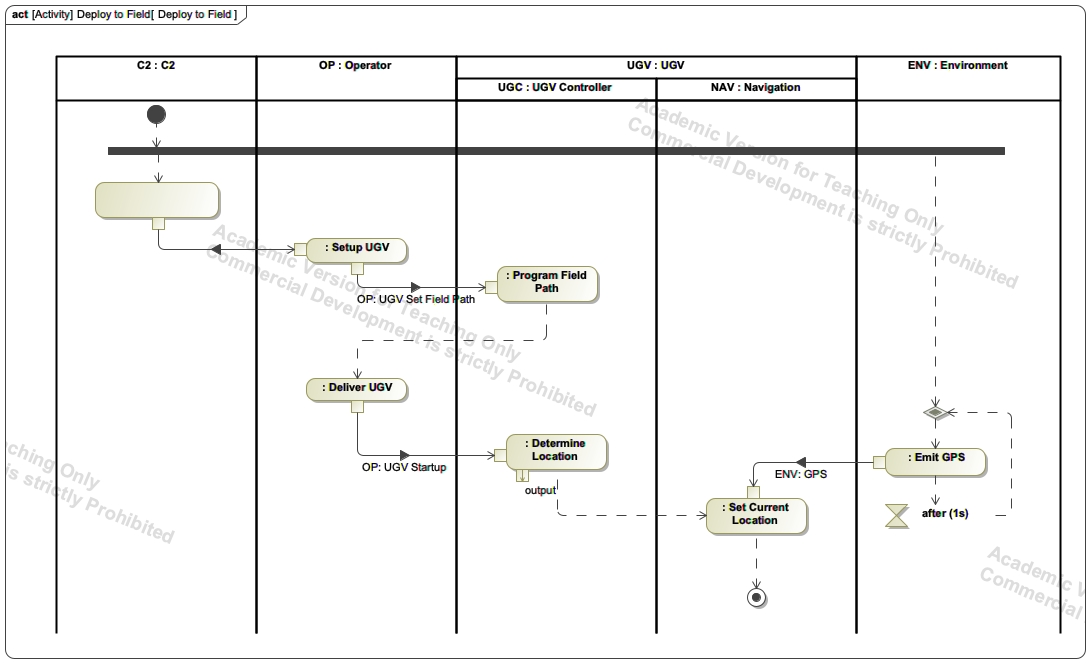 act [Activity] Deploy to Field[ Deploy to Field ]
C2 : C2
OP : Operator
UGV : UGV
ENV : Environment
UGC : UGV Controller
NAV : Navigation
Academic Version for Teaching Only
Commercial Development is strictly Prohibited
: Setup UGV
Academic Version for Teaching Only
Commercial Development is strictly Prohibited
: Program Field
Path
OP: UGV Set Field Path
: Deliver UGV
: Determine
Location
OP: UGV Startup
output
: Emit GPS
ENV: GPS
: Set Current
Location
after (1s)
ching Only
is strictly Prohibited
Academic V
Commercial